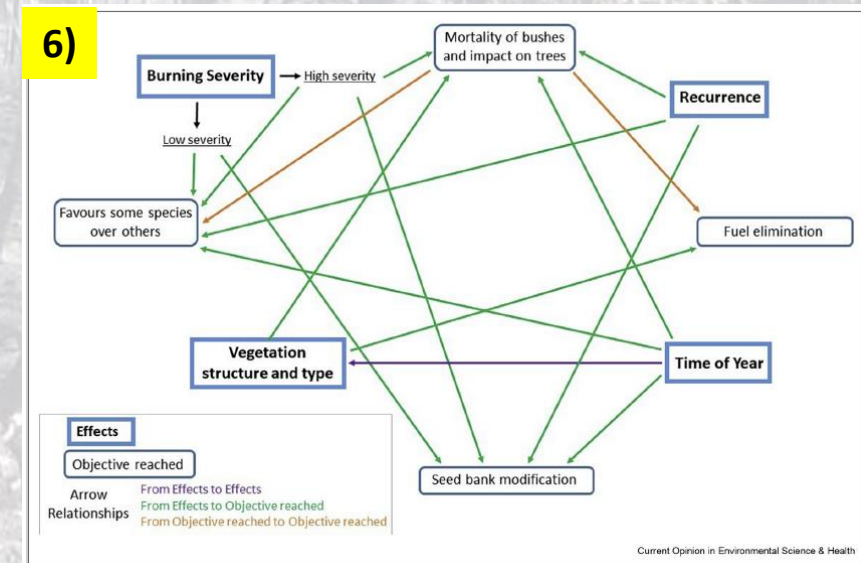 6)
Mortality of bushes
and impact on trees
Burning Severity
High severity
Recurrence
Low severity
Favours some species
over others
Fuel elimination
Vegetation
structure and type
Time of Year
Effects
Objective reached
Arrow
Relationships
From Effects to Effects
From Effects to Objective reached
From Objective reached to Objective reached
Seed bank modification
Current Opinion in Environmental Science & Health